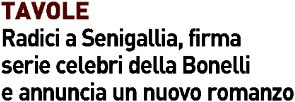 TAVOLE
Radici a Senigallia, firma
serie celebri della Bonelli
e annuncia un nuovo romanzo